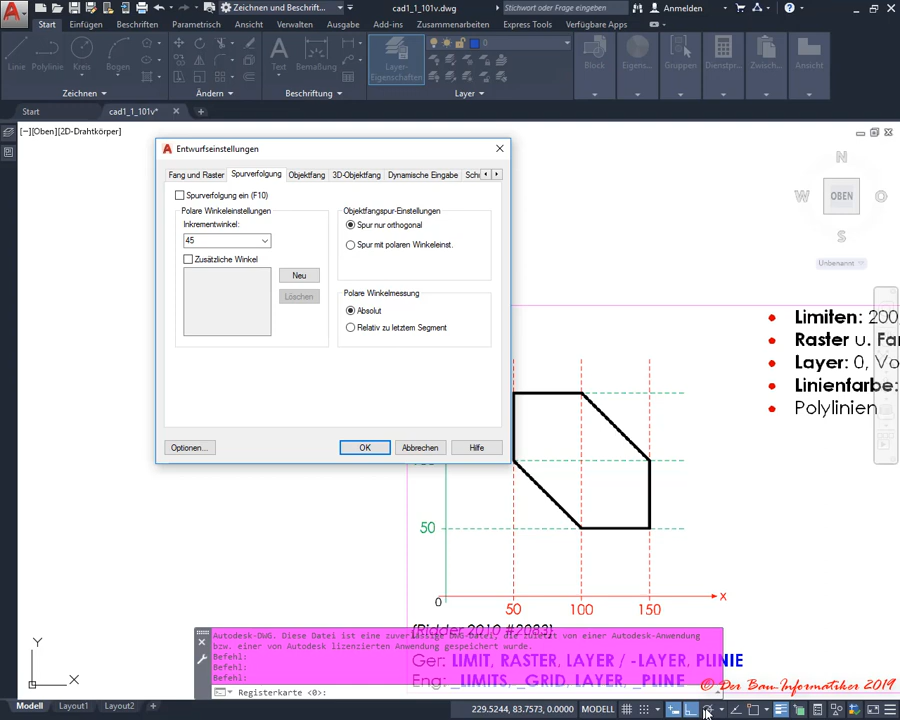 Zeichnen und Beschrift...
cad1_1_101v.dwg
Stichwort oder Frage eingeben
Anmelden
Start
Einfügen
Beschriften
Parametrisch
Ansicht
Verwalten
Ausgabe
Add-ins
Zusammenarbeiten
Express Tools
Verfügbare Apps
Linie
Polylinie
Kreis
Bogen
Text
Bemaßung
Layer-
Eigenschaften
0
Block
Eigens...
Gruppen
Dienstpr...
Zwisch...
Ansicht
Zeichnen
Ändern
Beschriftung
Layer
Start
cad1_1_101v*
[−][Oben][2D-Drahtkörper]
Entwurfseinstellungen
Fang und Raster
Spurverfolgung
Objektfang
3D-Objektfang
Dynamische Eingabe
Spurverfolgung ein (F10)
Polare Winkeleinstellungen
Inkrementwinkel:
45
Zusätzliche Winkel
Neu
Löschen
Objektfangspur-Einstellungen
Spur nur orthogonal
Spur mit polaren Winkeleinst.
Polare Winkelmessung
Absolut
Relativ zu letztem Segment
Optionen...
OK
Abbrechen
Hilfe
N
W
OBEN
O
S
Unbenannt
Limiten: 200
Raster u. Fa
Layer: 0, Vo
Linienfarbe:
Polylinien
50
0
50
100
150
X
{Ridder 2010 #2083}
Autodesk-DWG. Diese Datei ist eine zuverlässige DWG-Datei, die zuletzt von einer Autodesk-Anwendung
bzw. einer von Autodesk lizenzierten Anwendung gespeichert wurde.
Befehl:
Befehl:
Befehl:
Registerkarte <0>:
Ger: LIMIT, RASTER, LAYER / -LAYER, PLINIE
Eng: _LIMITS, _GRID, LAYER, _PLINE
© Der Bau.Informatiker 2019
Y
X
Modell
Layout1
Layout2
229.5244, 83.7573, 0.0000
MODELL